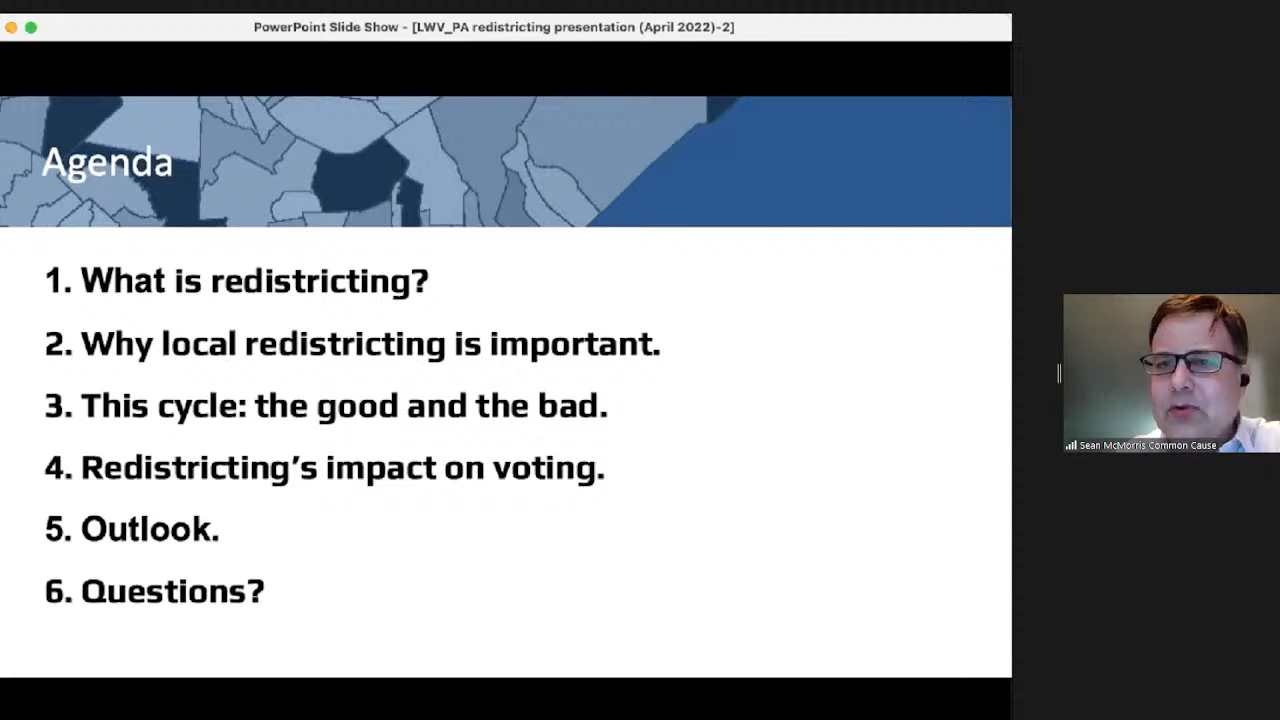 PowerPoint Slide Show - [LWV_PA redistricting presentation (April 2022)-2]
Agenda
1. What is redistricting?
2. Why local redistricting is important.
3. This cycle: the good and the bad.
4. Redistricting’s impact on voting.
5. Outlook.
6. Questions?
Sean McMorris Common Cause